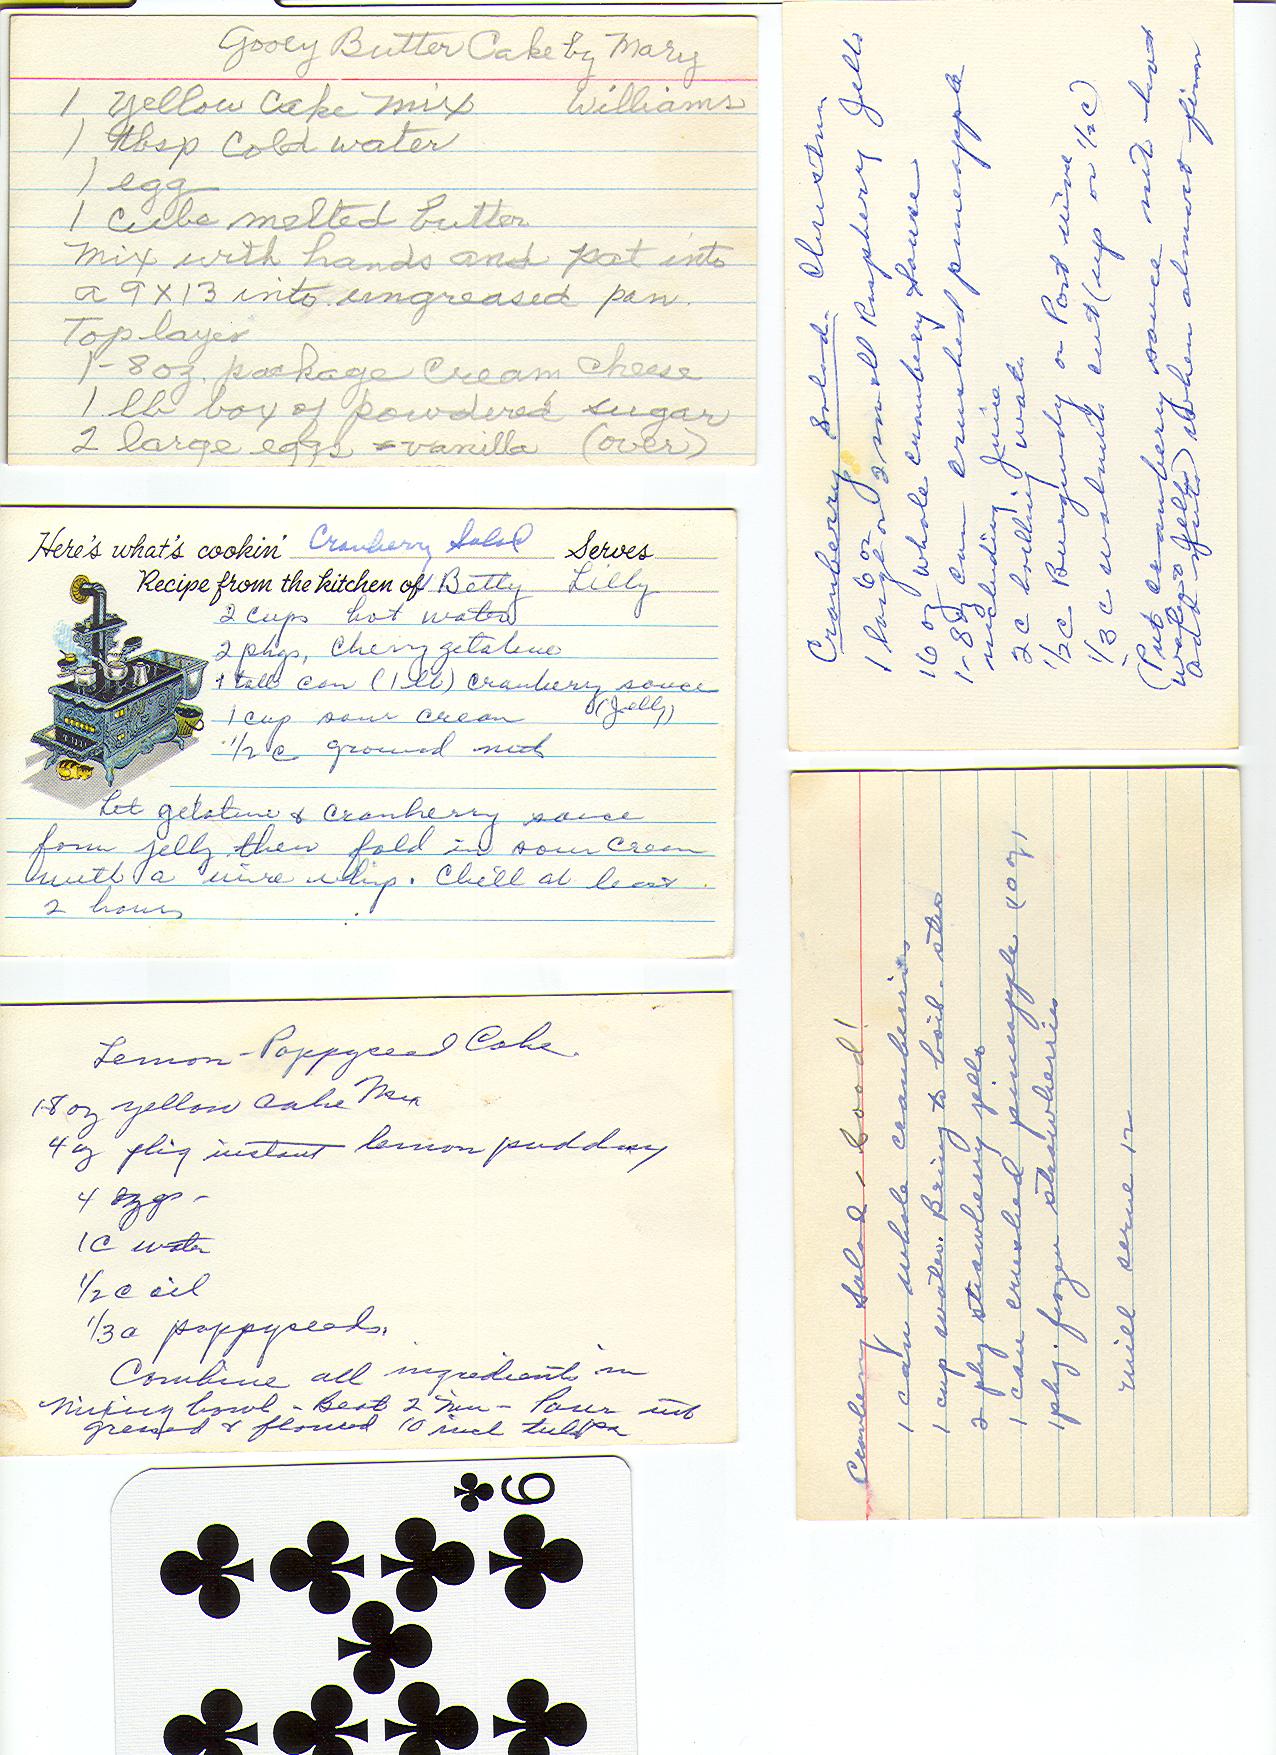 Gooey Butter Cake by Mary
1 Yellow Cake Mix Williams
1 tbsp cold water
1 egg
1 cube melted butter
Mix with hands and pat into
a 9x13 into ungreased pan.
Top layer
1-8 oz. package Cream cheese
1 lb box of powdered sugar
2 large eggs vanilla (over)
Here's what's cookin' Cranberry Salad Serves
Recipe from the kitchen of Betty Lilly
2 cups hot water
2 pkgs, cherry gelatine
1 tall can (1 lb) cranberry sauce
(Jelly)
1 cup sour cream
1/2 c ground nuts
Let gelatine & cranberry sauce
form jelly then fold in sour cream
with a wire whip. Chill at least
2 hours
Lemon-Poppyseed Cake
18 oz yellow cake Mix
4 oz pkg instant lemon pudding
4 eggs -
1 C water
1/2 C oil
1/3 c poppyseeds.
Combine all ingredients in
Mixing bowl - Beat 2 min - Pour into
greased & floured 10 inch
9
Cranberry Salad - Christmas
1 large or 2 small Raspberry Jello
16 oz whole cranberry sauce
1-8 oz can crushed pineapple
including juice
2 c boiling water
1/2 C Burgundy or Port wine
1/3 c walnuts cut (up or 1/2 C)
(Put cranberry sauce into hot
water & jello)
add nuts when almost firm
Cranberry Salad - Good!
1 can whole cranberries
1 cup water. Bring to boil - stir
2 pkg strawberry jello
1 can crushed pineapple (10 oz)
1 pkg. frozen strawberries
will serve 12